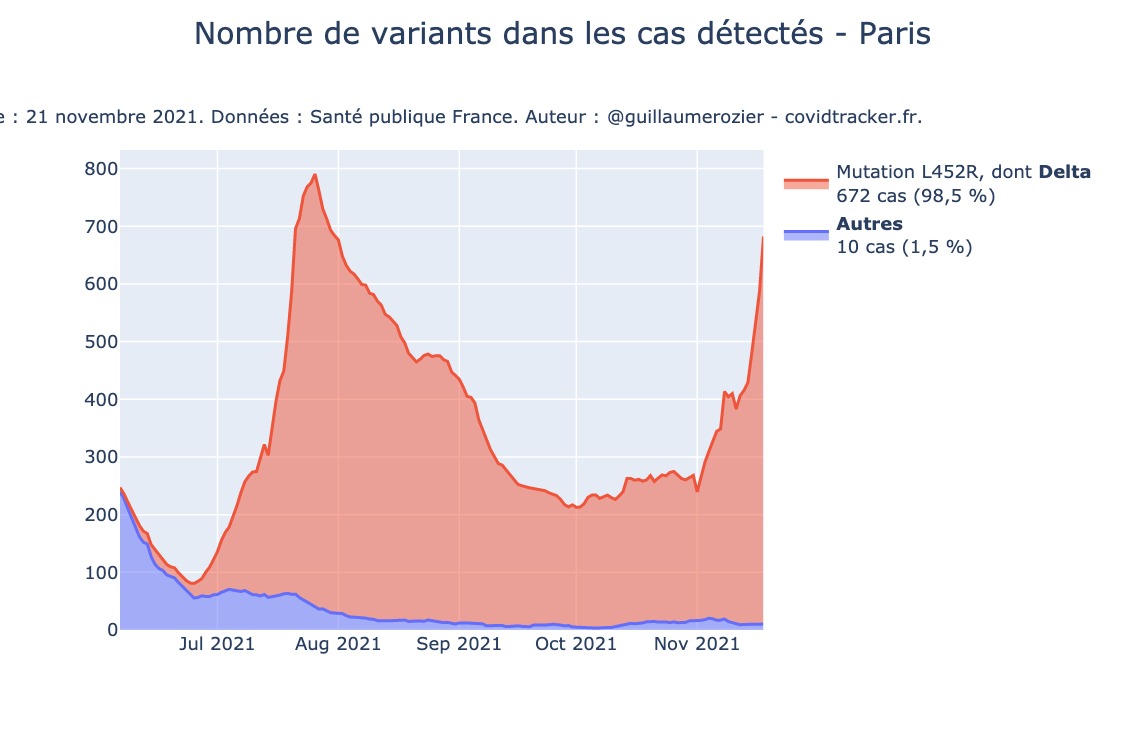 Nombre de variants dans les cas détectés - Paris
: 21 novembre 2021. Données : Santé publique France. Auteur : @guillaumerozier - covidtracker.fr.
Mutation L452R, dont Delta
672 cas (98,5 %)
Autres
10 cas (1,5 %)
800
700
600
500
400
300
200
100
0
Jul 2021 Aug 2021 Sep 2021 Oct 2021 Nov 2021